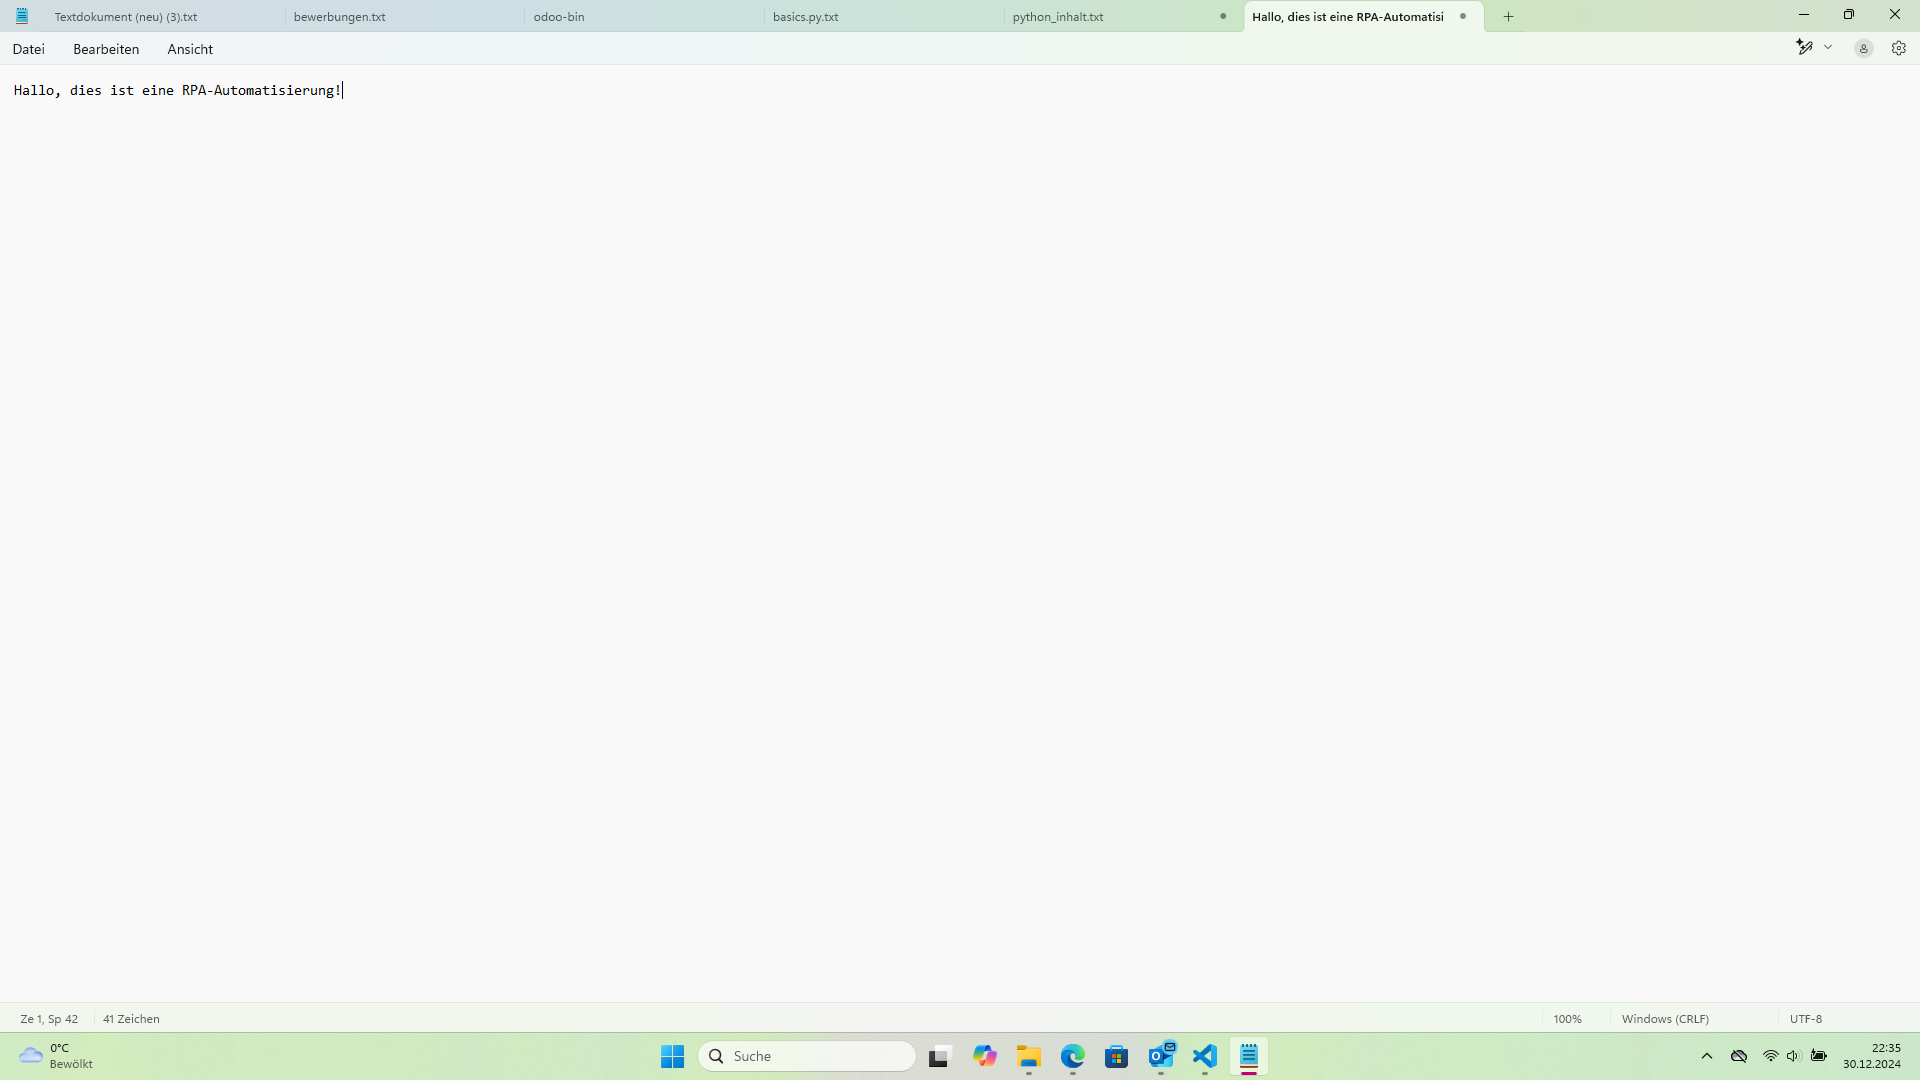 Textdokument (neu) (3).txt bewerbungen.txt odoo-bin basics.py.txt python_inhalt.txt Hallo, dies ist eine RPA-Automatisi
Datei Bearbeiten Ansicht
Hallo, dies ist eine RPA-Automatisierung!
Ze 1, Sp 42 41 Zeichen 100% Windows (CRLF) UTF-8
0°C
Bewölkt
Suche
22:35
30.12.2024